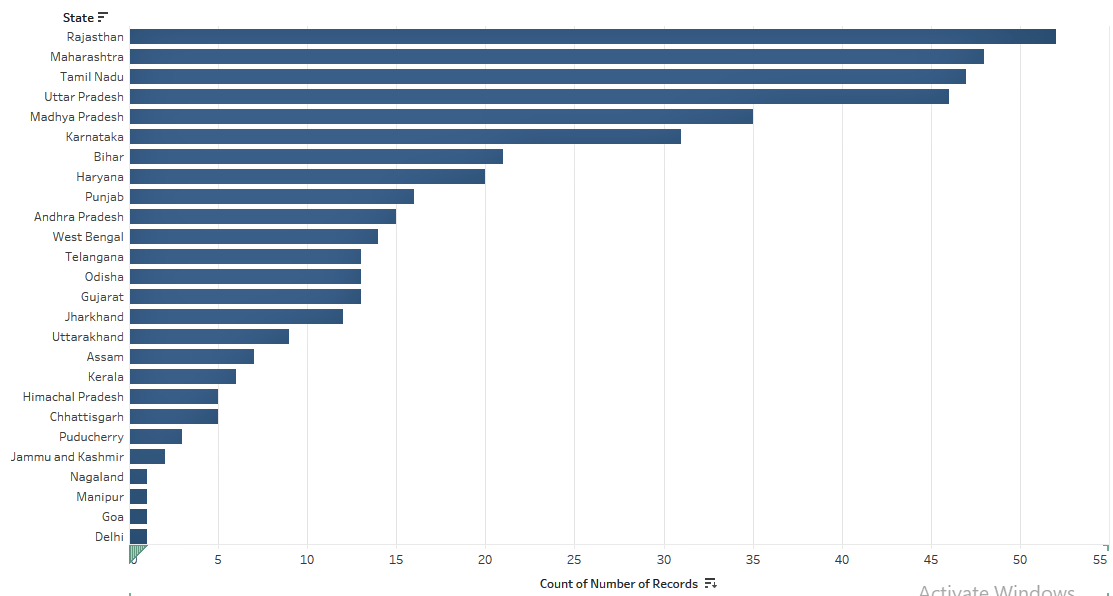 State
Rajasthan
Maharashtra
Tamil Nadu
Uttar Pradesh
Madhya Pradesh
Karnataka
Bihar
Haryana
Punjab
Andhra Pradesh
West Bengal
Telangana
Odisha
Gujarat
Jharkhand
Uttarakhand
Assam
Kerala
Himachal Pradesh
Chhattisgarh
Puducherry
Jammu and Kashmir
Nagaland
Manipur
Goa
Delhi
0 5 10 15 20 25 30 35 40 45 50 55
Count of Number of Records
Activate Windows